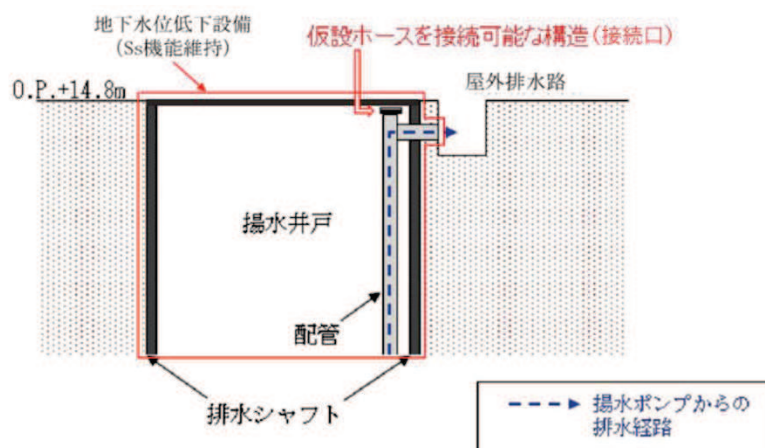 地下水位低下設備
(Ss機能維持)
仮設ホースを接続可能な構造(接続口)
屋外排水路
O.P.+14.8m
揚水井戸
配管
排水シャフト
揚水ポンプからの
排水経路